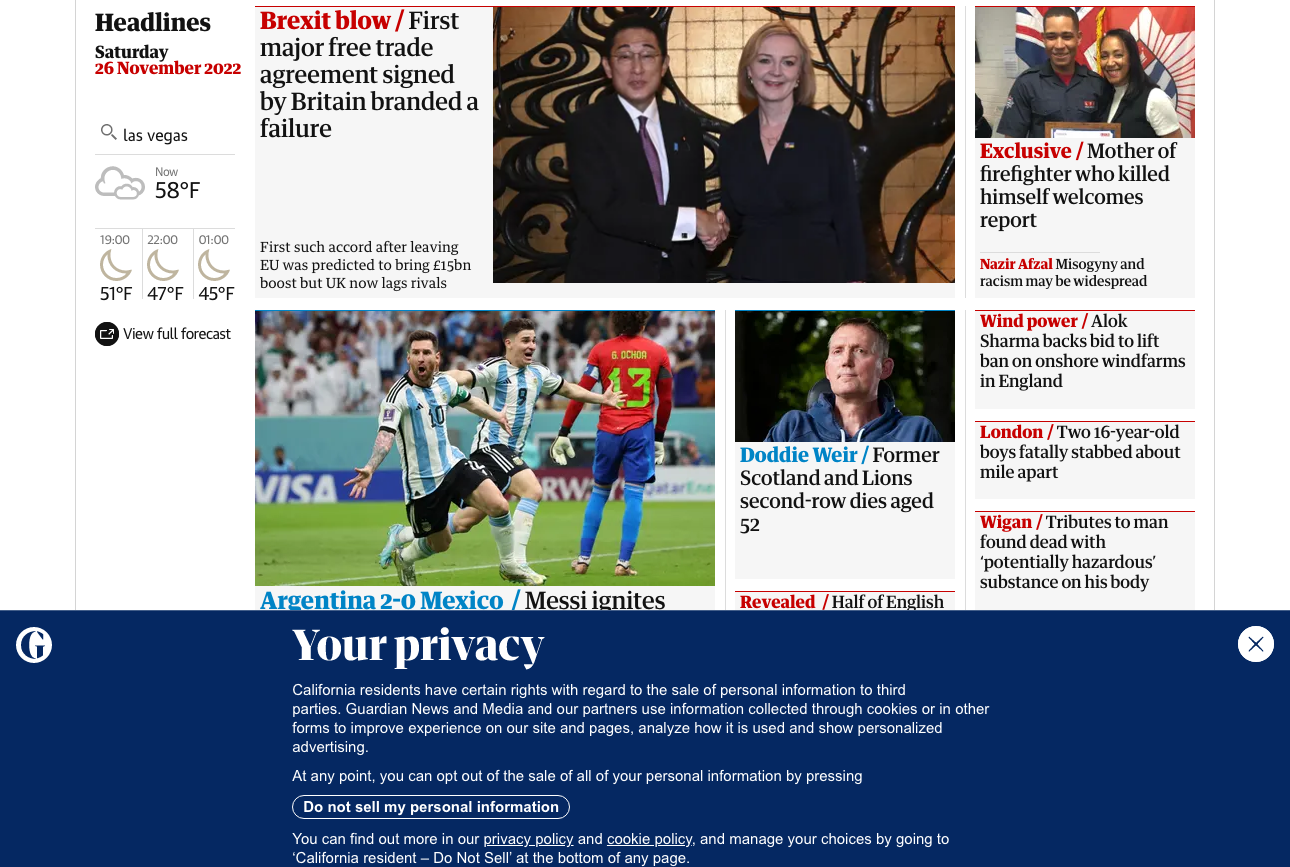 Headlines
Saturday
26 November 2022
las vegas
Now
58°F
19:00
22:00
01:00
51°F
47°F
45°F
View full forecast
Brexit blow / First
major free trade
agreement signed
by Britain branded a
failure
First such accord after leaving
EU was predicted to bring £15bn
boost but UK now lags rivals
Exclusive / Mother of
firefighter who killed
himself welcomes
report
Nazir Afzal Misogyny and
racism may be widespread
G. OCHOA
13
10
9
VISA
Argentina 2-0 Mexico / Messi ignites
Doddie Weir / Former
Scotland and Lions
second-row dies aged
52
Revealed / Half of English
Wind power / Alok
Sharma backs bid to lift
ban on onshore windfarms
in England
London / Two 16-year-old
boys fatally stabbed about
mile apart
Wigan / Tributes to man
found dead with
‘potentially hazardous’
substance on his body
G
Your privacy
California residents have certain rights with regard to the sale of personal information to third
parties. Guardian News and Media and our partners use information collected through cookies or in other
forms to improve experience on our site and pages, analyze how it is used and show personalized
advertising.
At any point, you can opt out of the sale of all of your personal information by pressing
Do not sell my personal information
You can find out more in our privacy policy and cookie policy, and manage your choices by going to
‘California resident – Do Not Sell’ at the bottom of any page.